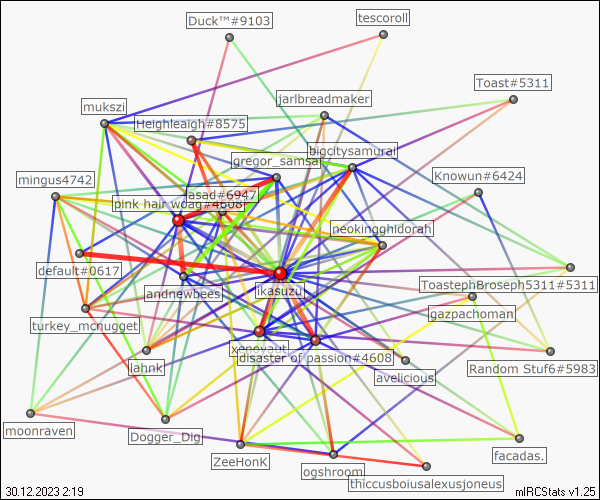 Duck™#9103
tescoroll
Toast#5311
jarlbreadmaker
mukszi
Heighleaigh#8575
bigcitysamurai
gregor_samsa
Knowun#6424
mingus4742
lasad#6947
pink hair woag#4608
neokingghidorah
default#0617
ToastephBroseph5311#5311
andnewbees
ikasuzu
gazpachoman
turkey_mcnugget
xenovaut
disaster of passion#4608
lahnk
Random Stuf6#5983
avelicious
moonraven
Dogger_Dig
facadas.
ZeeHonK
ogshroom
thiccusboiusalexusjoneus
30.12.2023 2:19
mIRCStats v1.25